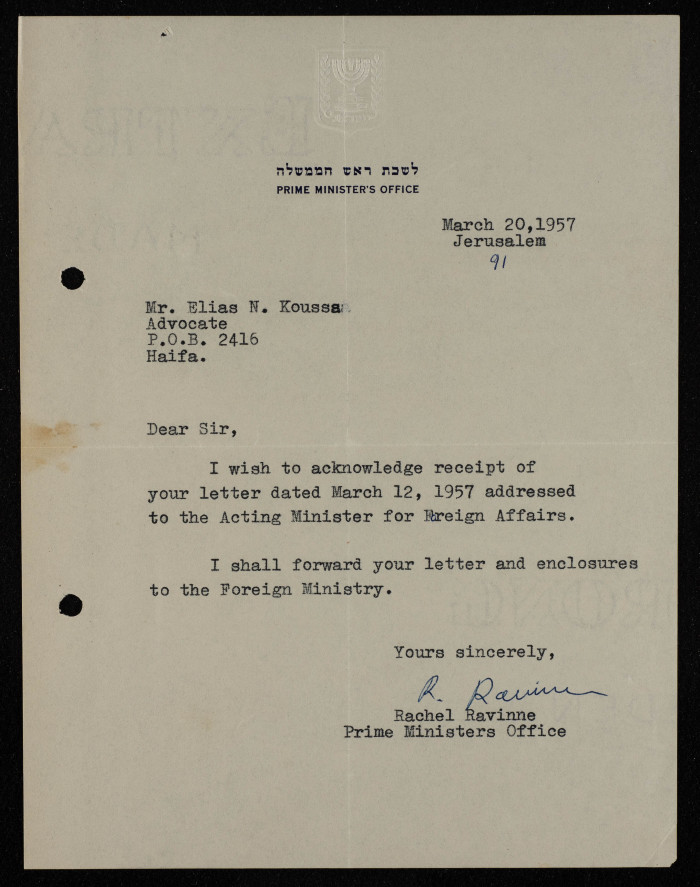 לשכת ראש הממשלה
PRIME MINISTER'S OFFICE
March 20,1957
Jerusalem
91
Mr. Elias N. Koussa
Advocate
P.O.B. 2416
Haifa.
Dear Sir,
I wish to acknowledge receipt of
your letter dated March 12, 1957 addressed
to the Acting Minister for Foreign Affairs.
I shall forward your letter and enclosures
to the Foreign Ministry.
Yours sincerely,
R. Ravinne
Rachel Ravinne
Prime Ministers Office